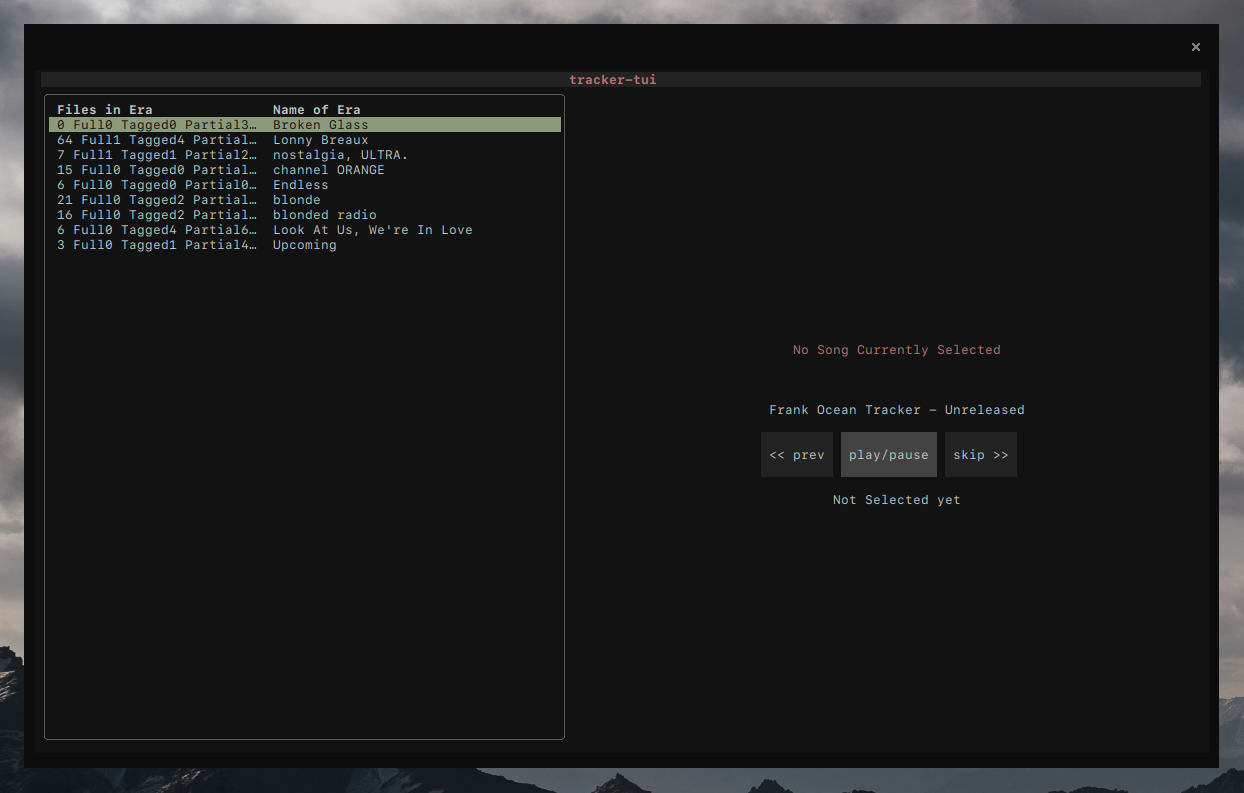 ×
tracker-tui
Files in Era Name of Era
0 Full0 Tagged0 Partial3… Broken Glass
64 Full1 Tagged4 Partial… Lonny Breaux
7 Full1 Tagged1 Partial2… nostalgia, ULTRA.
15 Full0 Tagged0 Partial… channel ORANGE
6 Full0 Tagged0 Partial0… Endless
21 Full0 Tagged2 Partial… blonde
16 Full0 Tagged2 Partial… blonded radio
6 Full0 Tagged4 Partial6… Look At Us, We're In Love
3 Full0 Tagged1 Partial4… Upcoming
No Song Currently Selected
Frank Ocean Tracker – Unreleased
<< prev play/pause skip >>
Not Selected yet